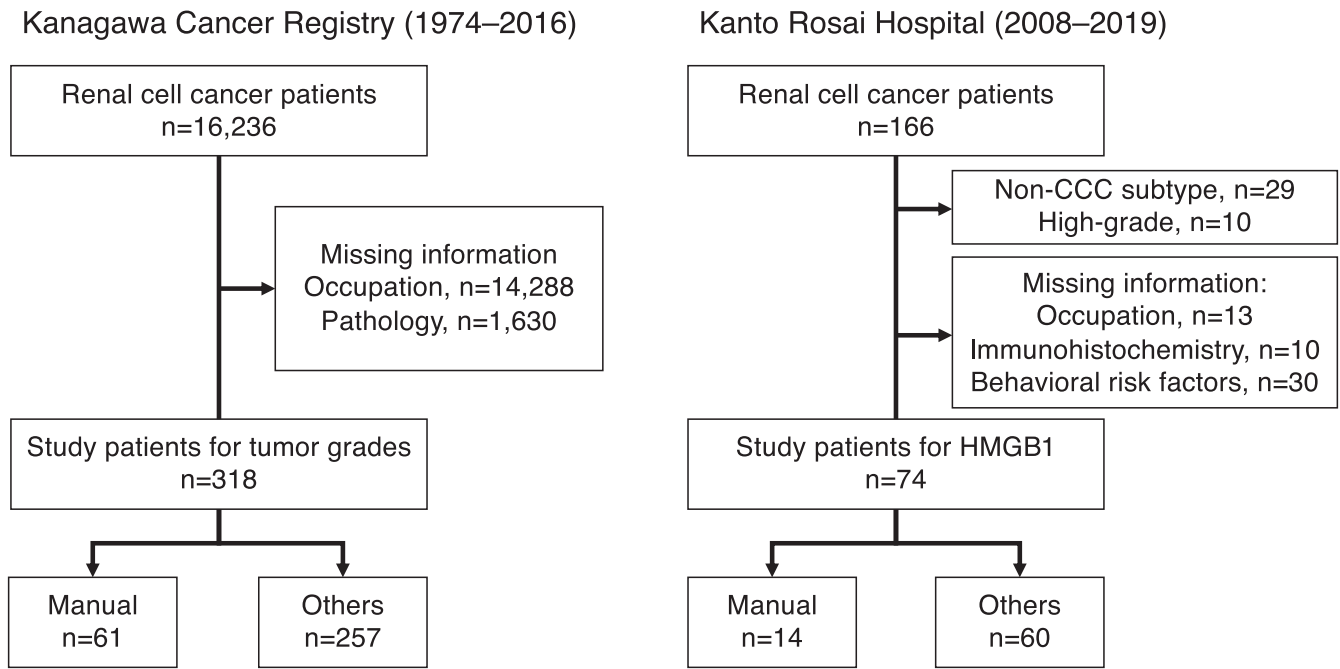 Kanagawa Cancer Registry (1974–2016)
Renal cell cancer patients
n=16,236
Missing information
Occupation, n=14,288
Pathology, n=1,630
Study patients for tumor grades
n=318
Manual
n=61
Others
n=257
Kanto Rosai Hospital (2008–2019)
Renal cell cancer patients
n=166
Non-CCC subtype, n=29
High-grade, n=10
Missing information:
Occupation, n=13
Immunohistochemistry, n=10
Behavioral risk factors, n=30
Study patients for HMGB1
n=74
Manual
n=14
Others
n=60